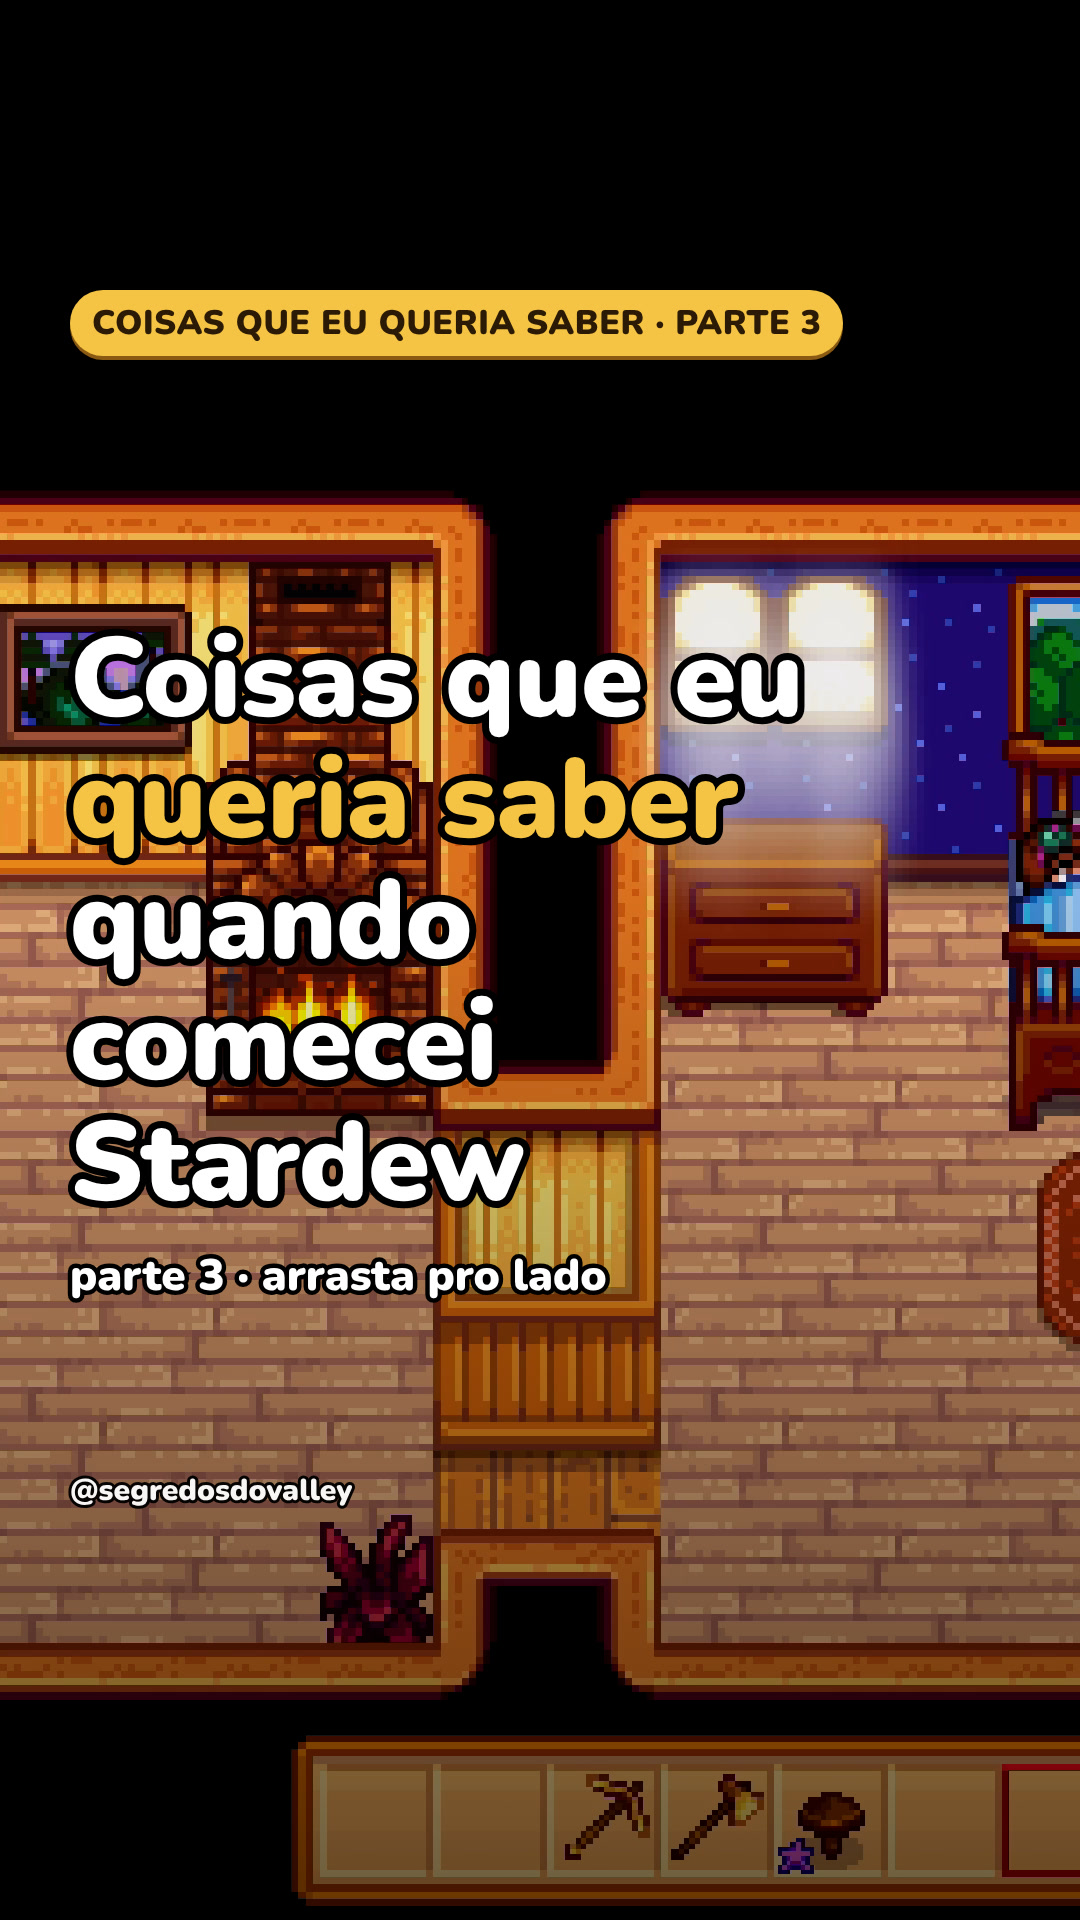 COISAS QUE EU QUERIA SABER · PARTE 3
Coisas que eu
queria saber
quando
comecei
Stardew
parte 3 · arrasta pro lado
@segredosdovalley